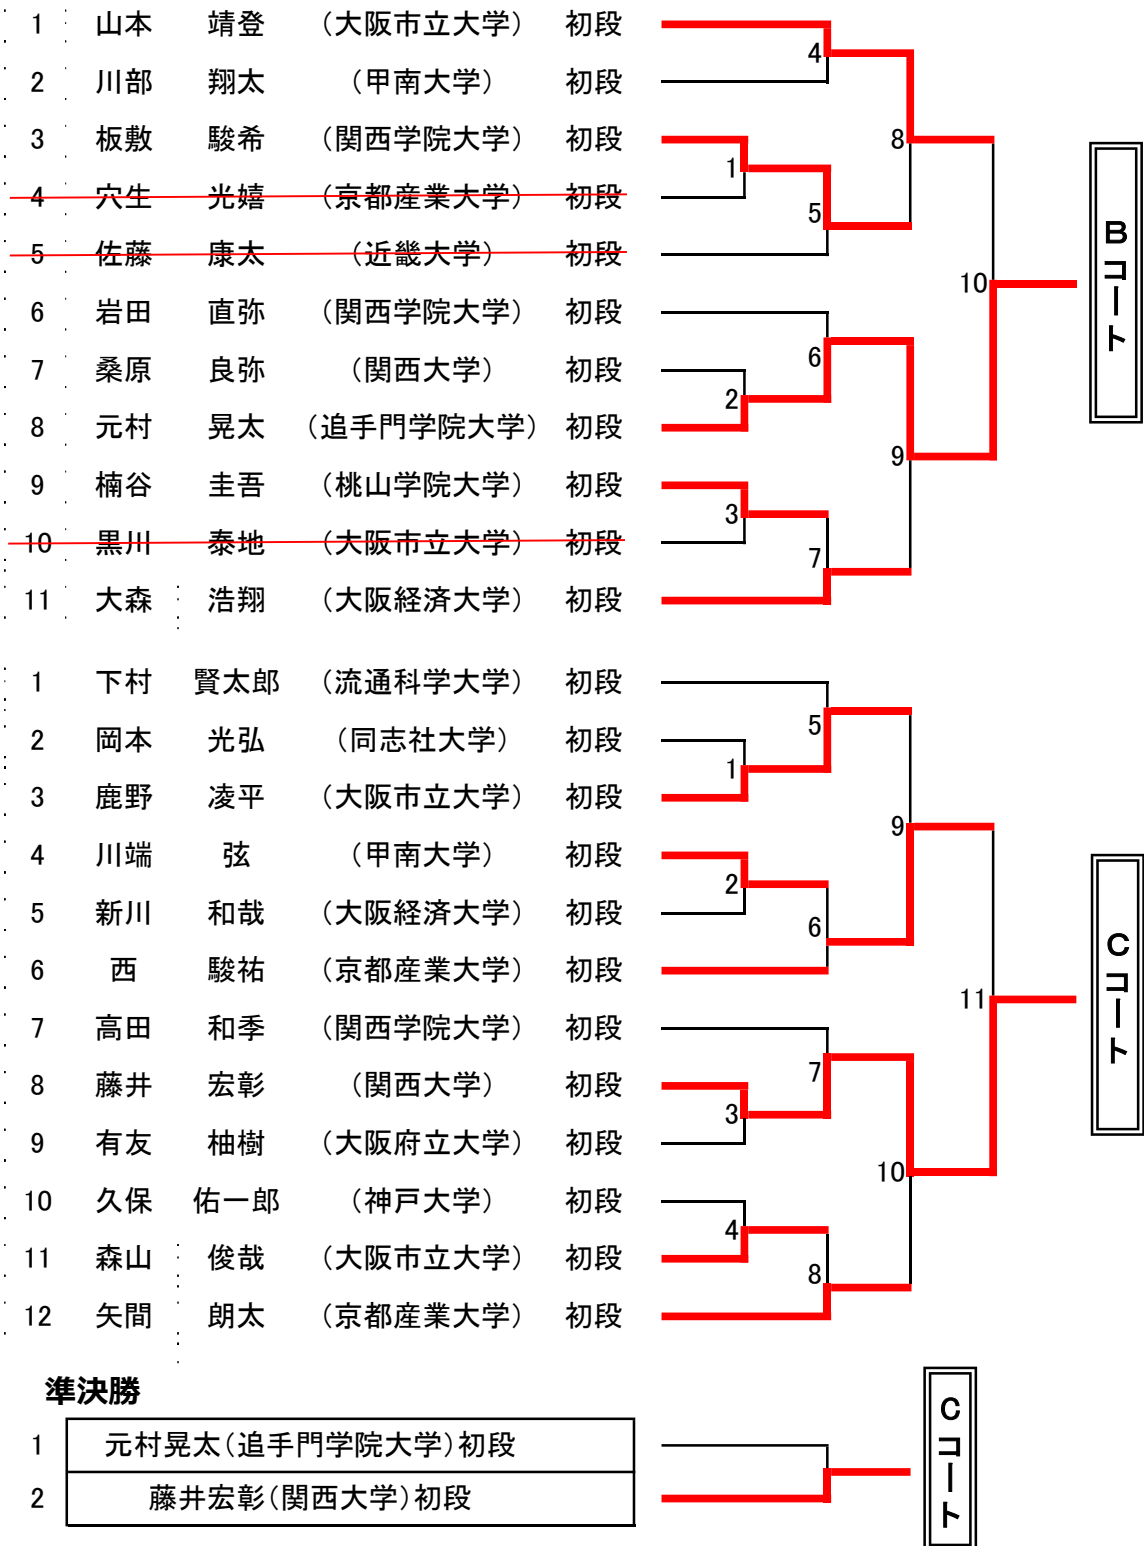 1 山本 靖登 （大阪市立大学） 初段
4
2 川部 翔太 （甲南大学） 初段
3 板敷 駿希 （関西学院大学） 初段
8
1
4 穴生 光嬉 （京都産業大学） 初段
5
5 佐藤 康太 （近畿大学） 初段
Bコート
10
6 岩田 直弥 （関西学院大学） 初段
6
7 桑原 良弥 （関西大学） 初段
2
8 元村 晃太 （追手門学院大学） 初段
9
9 楠谷 圭吾 （桃山学院大学） 初段
3
10 黒川 泰地 （大阪市立大学） 初段
7
11 大森 浩翔 （大阪経済大学） 初段
1 下村 賢太郎 （流通科学大学） 初段
5
2 岡本 光弘 （同志社大学） 初段
1
3 鹿野 凌平 （大阪市立大学） 初段
9
4 川端 弦 （甲南大学） 初段
2
5 新川 和哉 （大阪経済大学） 初段
6
6 西 駿祐 （京都産業大学） 初段
Cコート
11
7 高田 和季 （関西学院大学） 初段
7
8 藤井 宏彰 （関西大学） 初段
3
9 有友 柚樹 （大阪府立大学） 初段
10
10 久保 佑一郎 （神戸大学） 初段
4
11 森山 俊哉 （大阪市立大学） 初段
8
12 矢間 朗太 （京都産業大学） 初段
準決勝
1 元村晃太（追手門学院大学）初段
2 藤井宏彰（関西大学）初段
Cコート